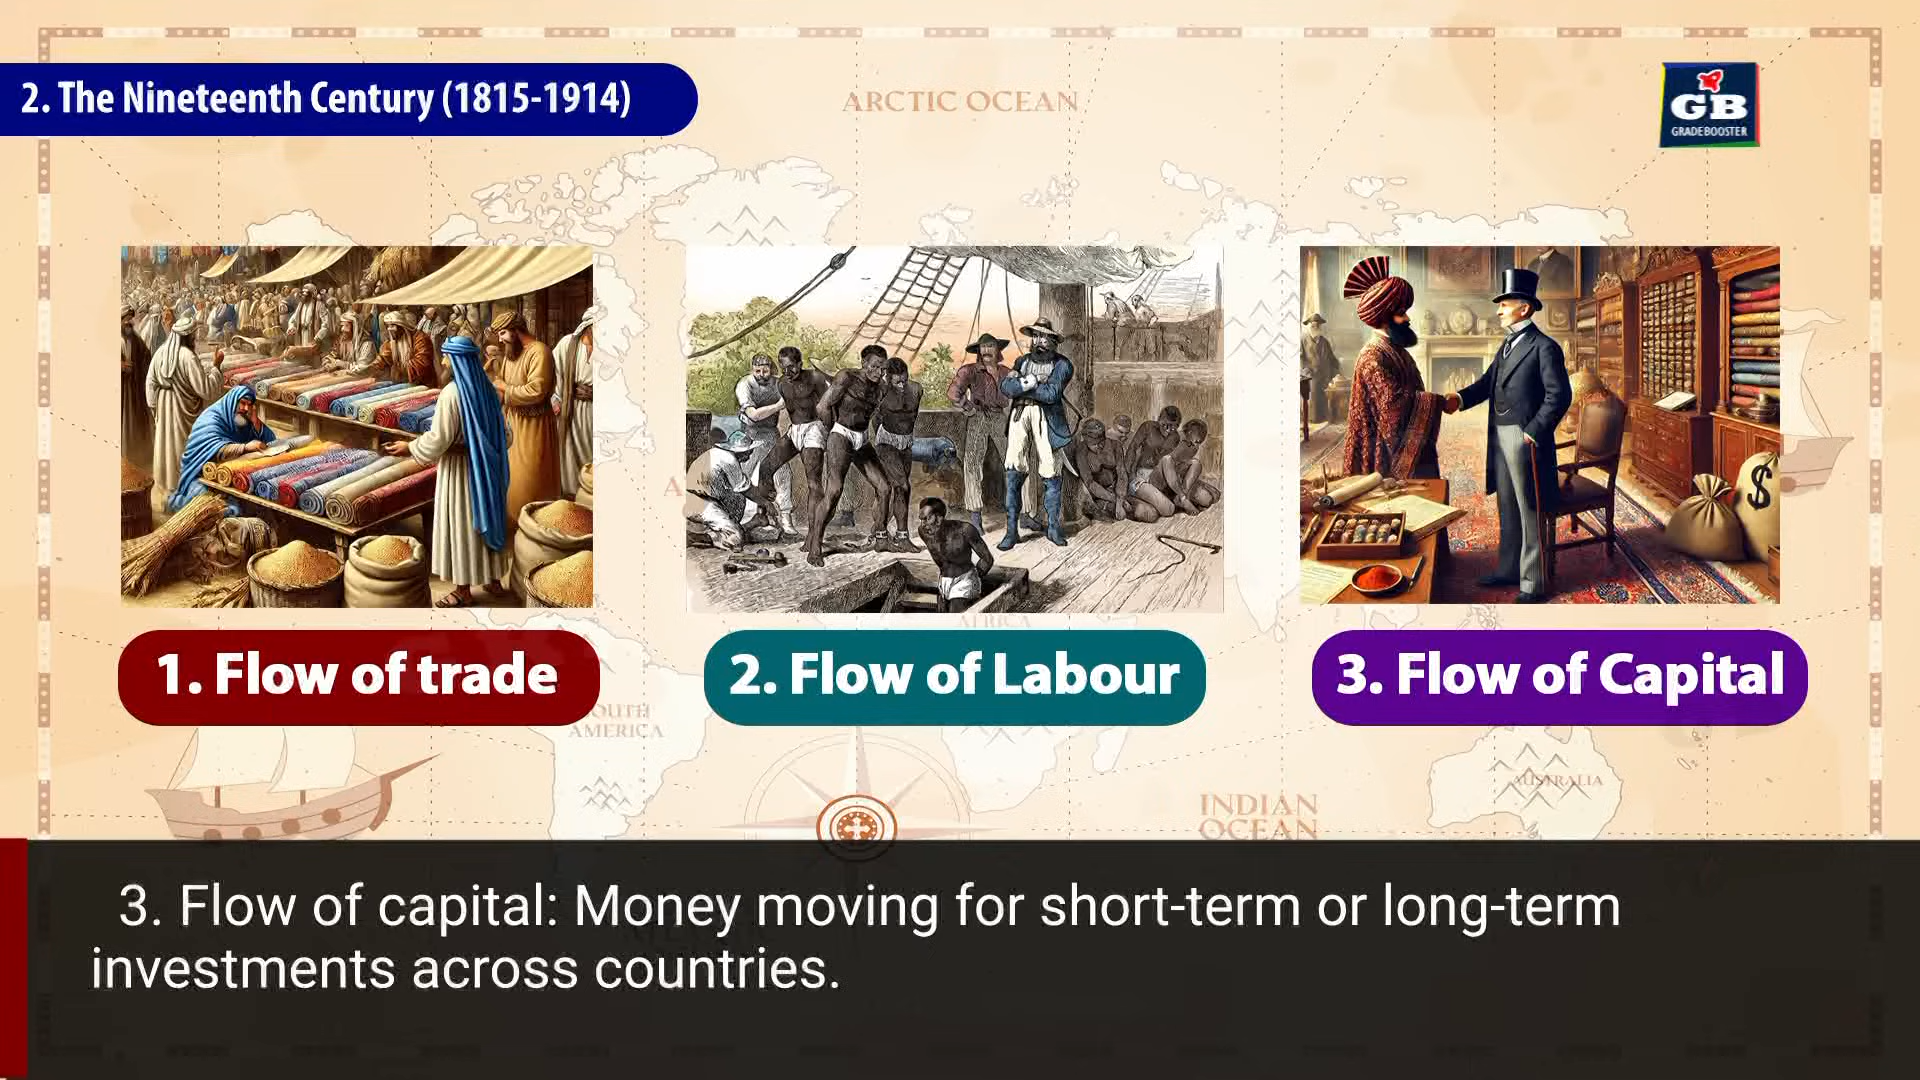 2. The Nineteenth Century (1815-1914)
ARCTIC OCEAN
GB
GRADEBOOSTER
$
AFRICA
1. Flow of trade
2. Flow of Labour
3. Flow of Capital
SOUTH
AMERICA
AUSTRALIA
INDIAN
OCEAN
3. Flow of capital: Money moving for short-term or long-term
investments across countries.